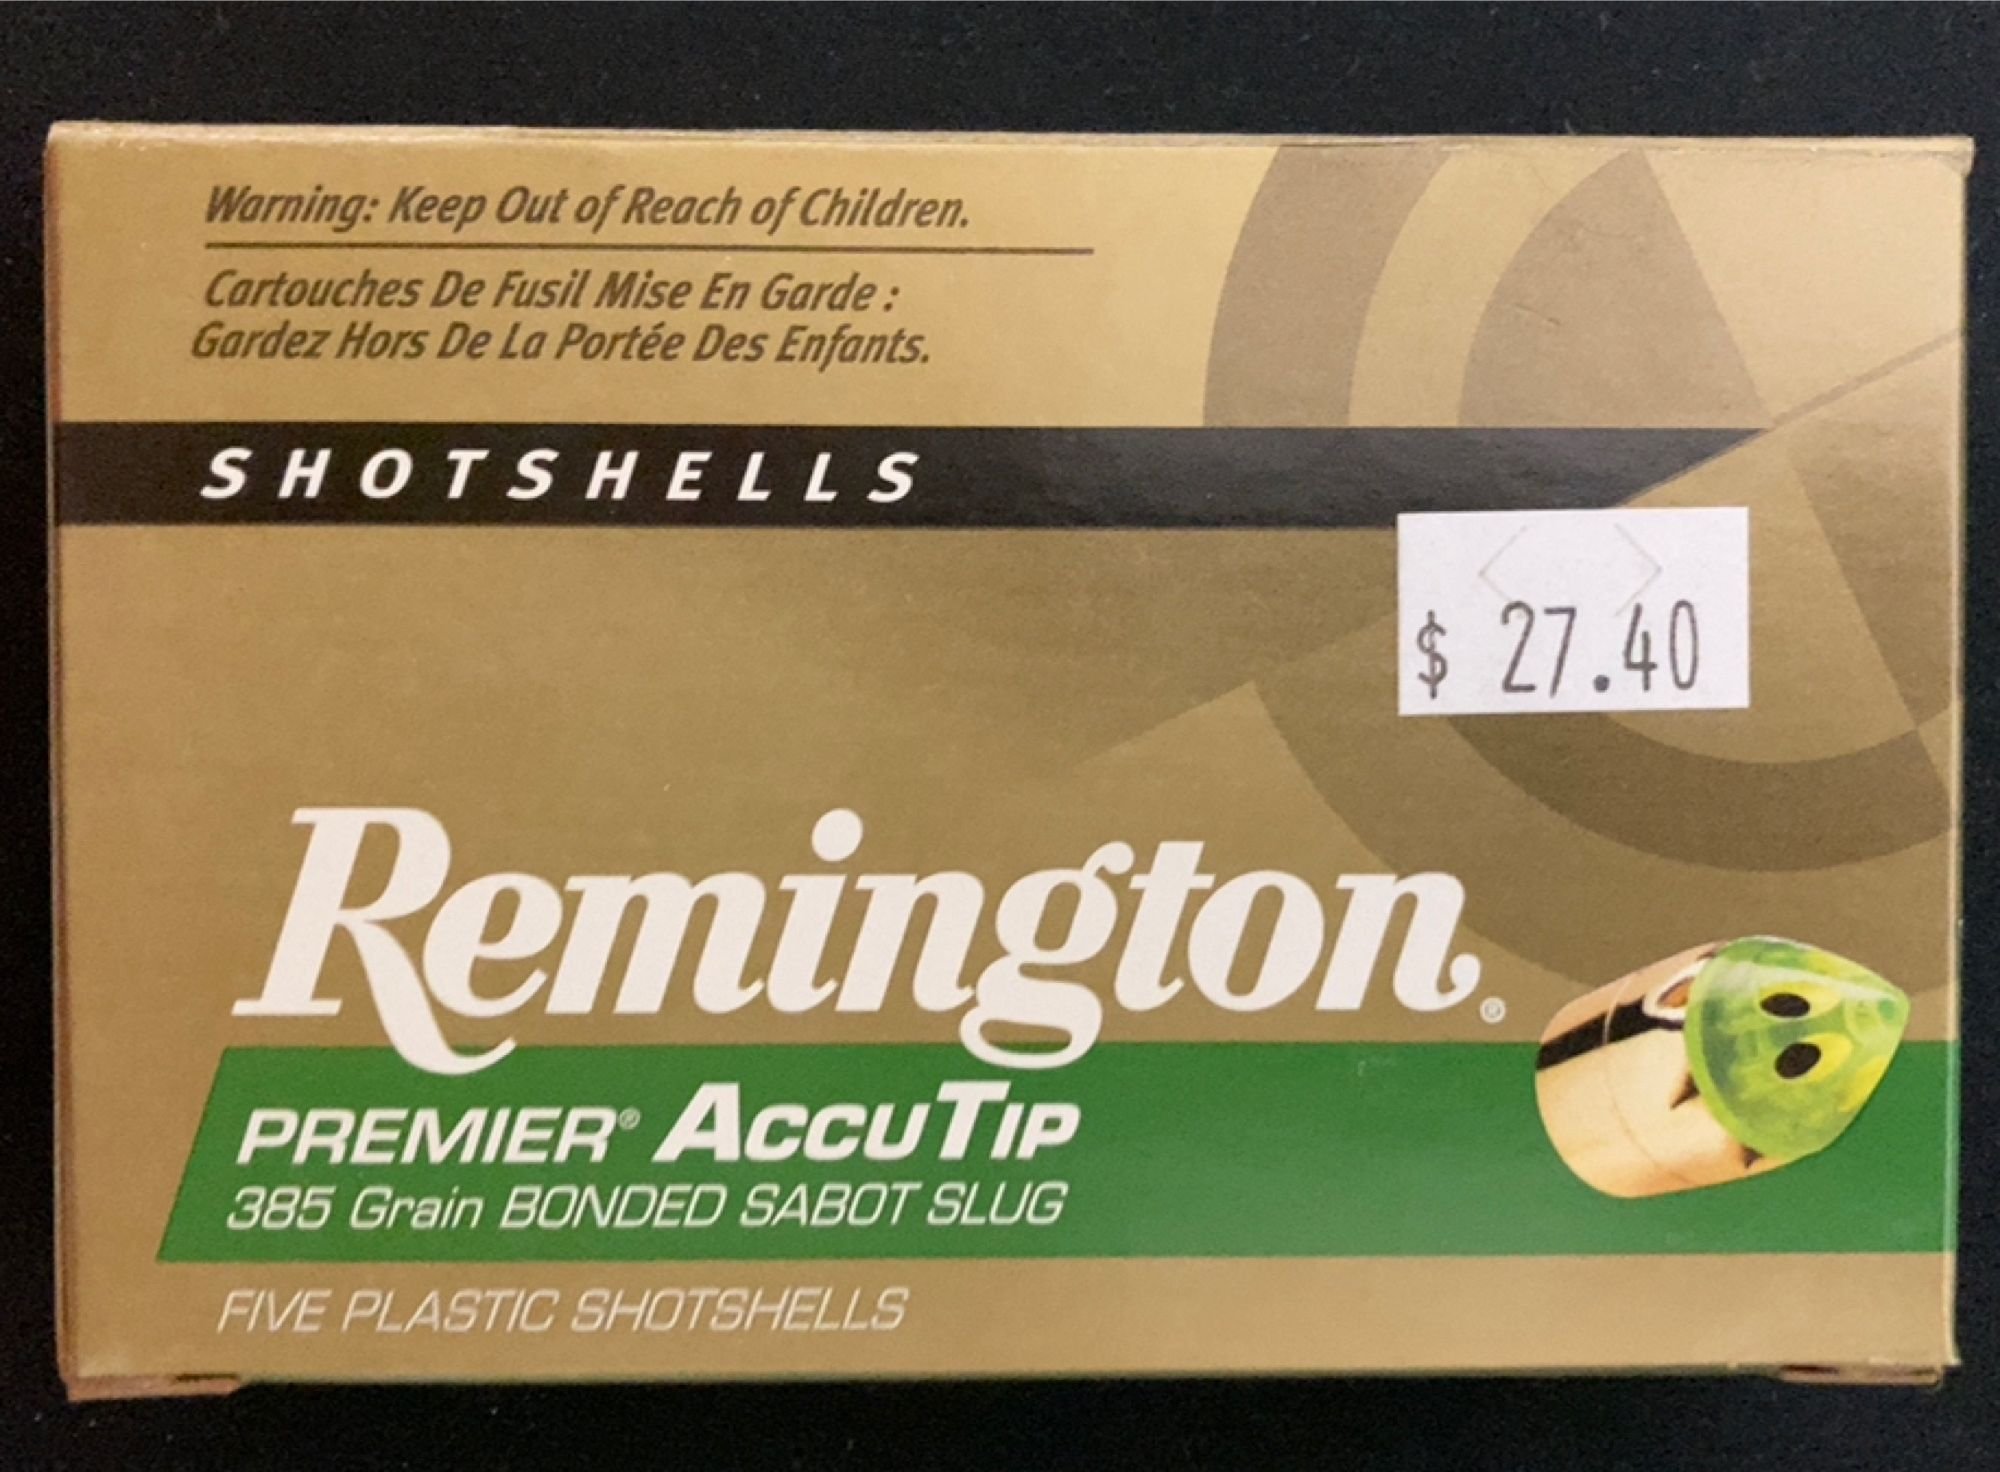 Warning: Keep Out of Reach of Children.
Cartouches De Fusil Mise En Garde :
Gardez Hors De La Portée Des Enfants.
SHOTSHELLS
$ 27.40
Remington®
PREMIER® ACCUTIP
385 Grain BONDED SABOT SLUG
FIVE PLASTIC SHOTSHELLS